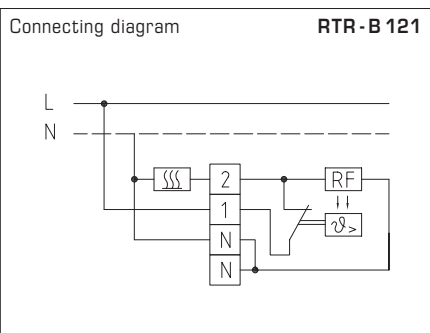 Connecting diagram RTR-B 121
L
N
2 RF
1
ϑ>
N
N